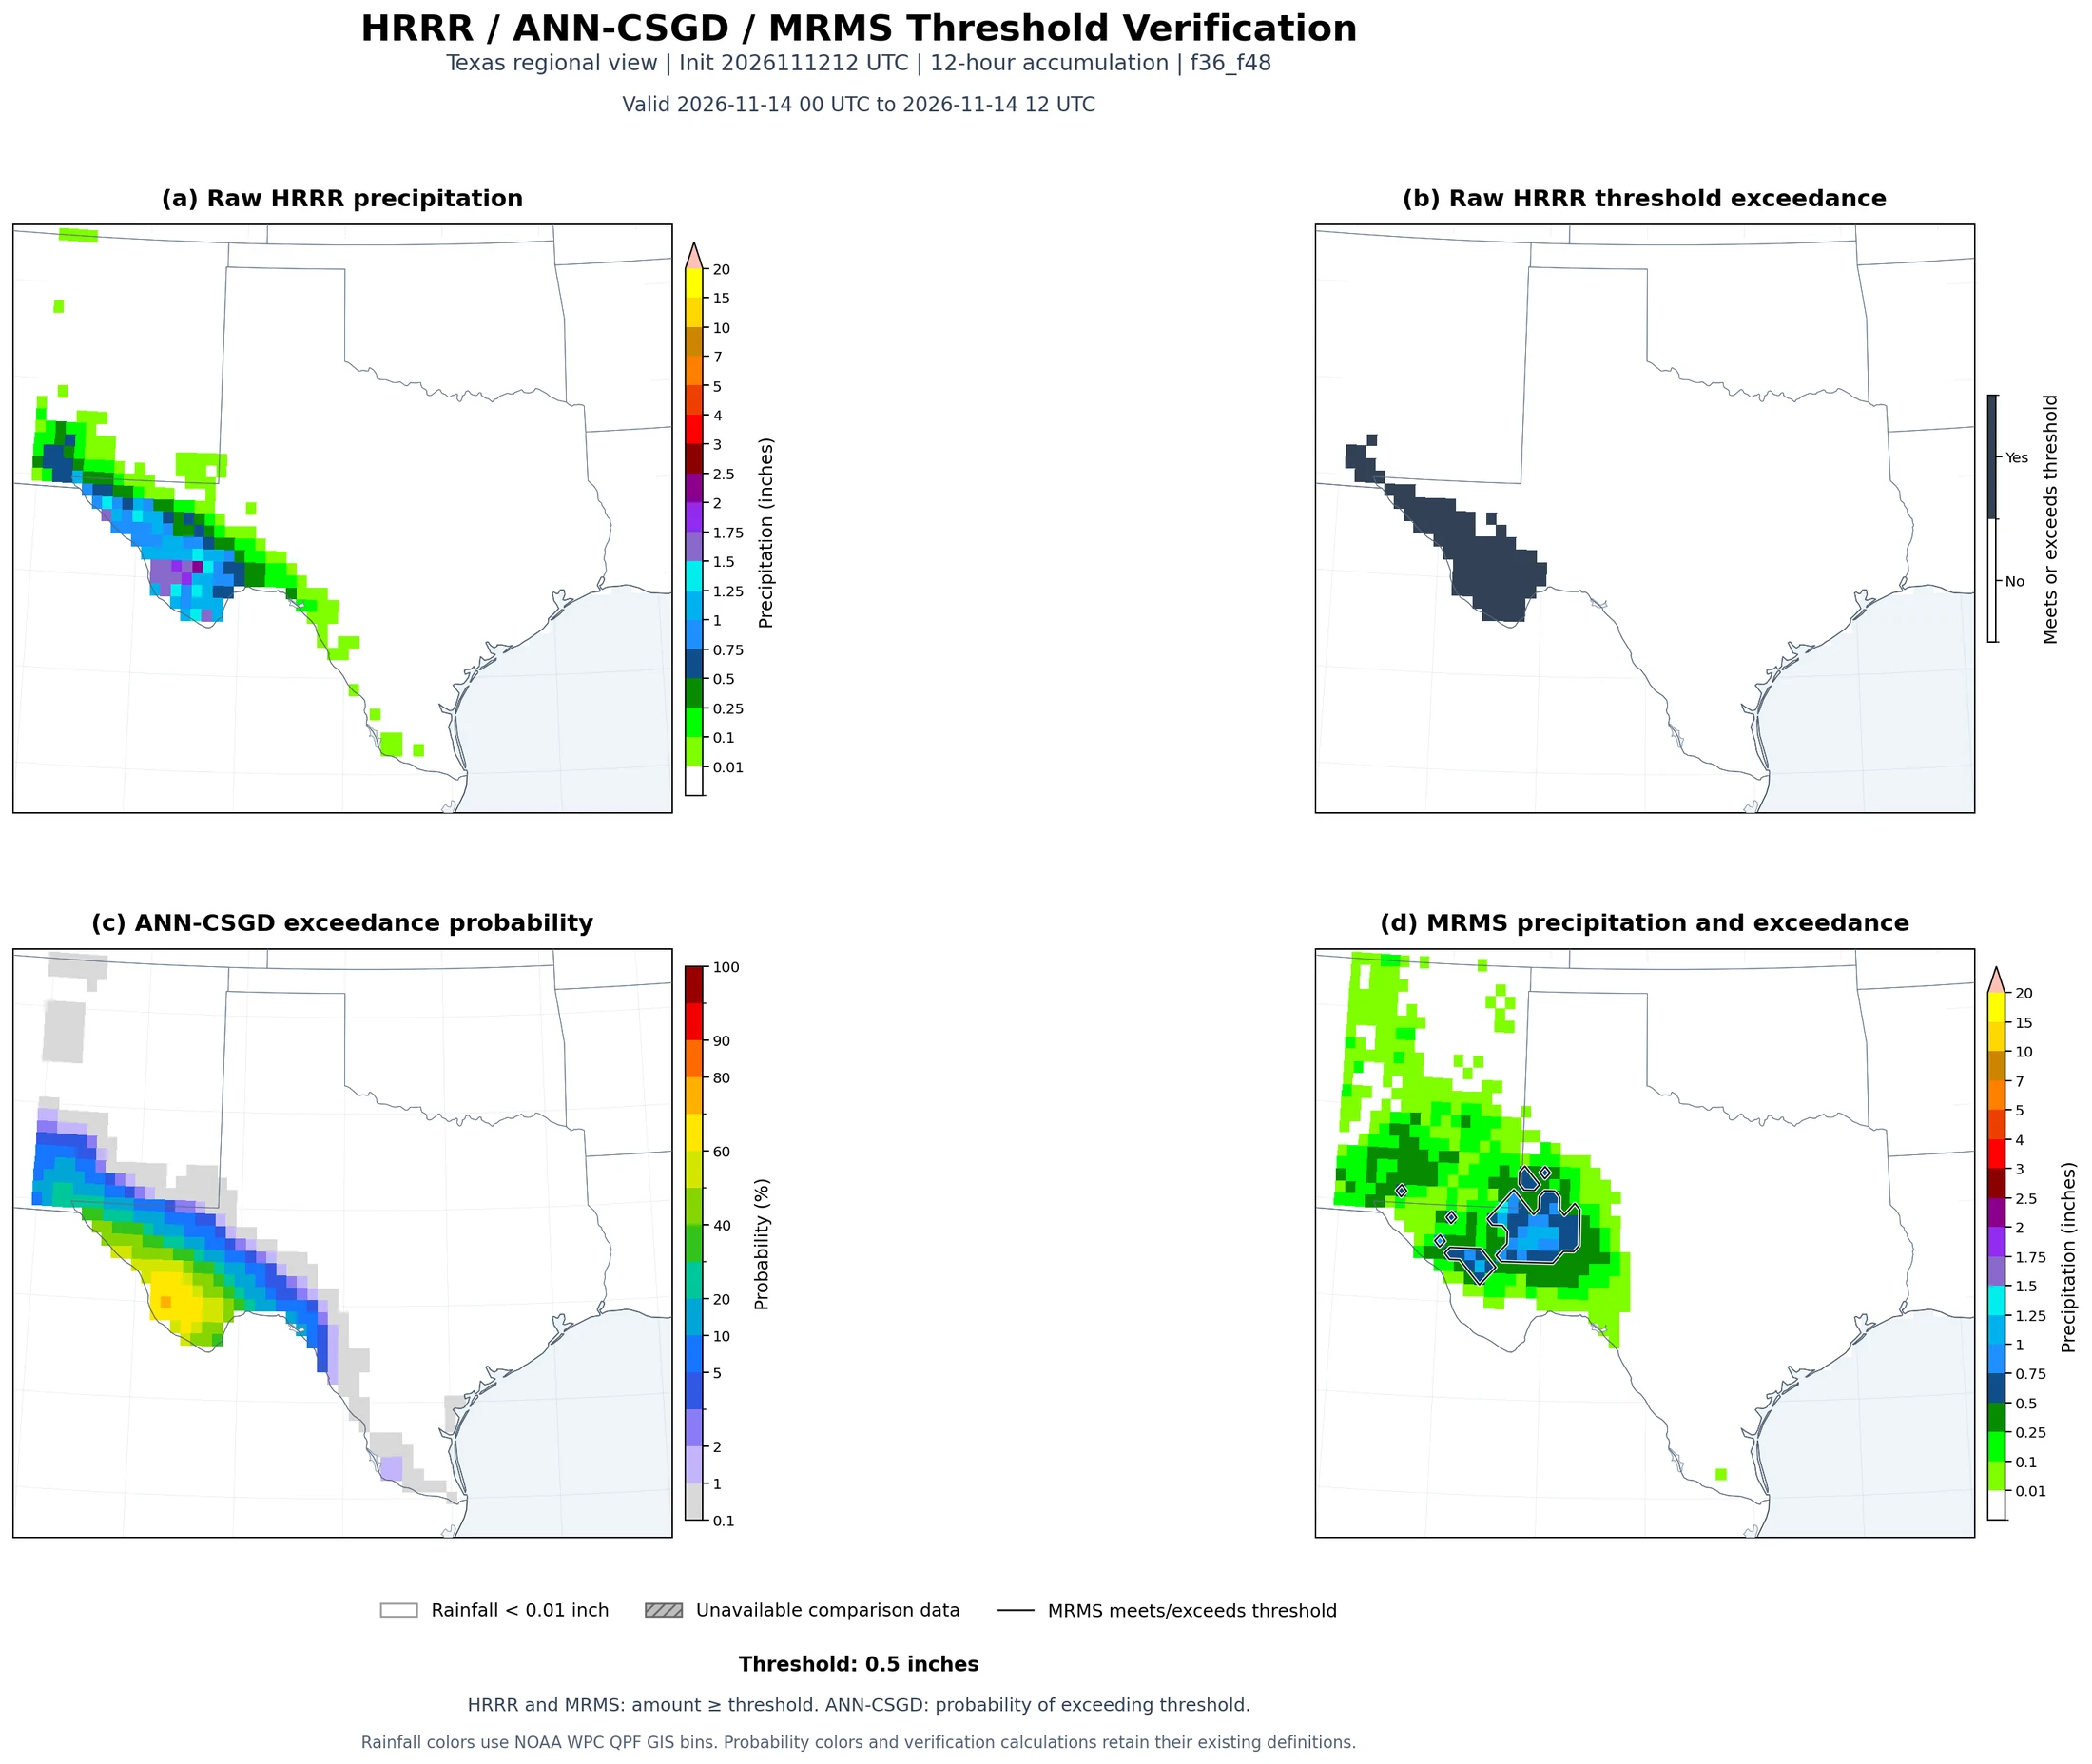 HRRR / ANN-CSGD / MRMS Threshold Verification
Texas regional view | Init 2026111212 UTC | 12-hour accumulation | f36_f48
Valid 2026-11-14 00 UTC to 2026-11-14 12 UTC
(a) Raw HRRR precipitation
20
15
10
7
5
4
3
2.5
2
1.75
1.5
1.25
1
0.75
0.5
0.25
0.1
0.01
Precipitation (inches)
(b) Raw HRRR threshold exceedance
Yes
No
Meets or exceeds threshold
(c) ANN-CSGD exceedance probability
100
90
80
60
40
20
10
5
2
1
0.1
Probability (%)
(d) MRMS precipitation and exceedance
20
15
10
7
5
4
3
2.5
2
1.75
1.5
1.25
1
0.75
0.5
0.25
0.1
0.01
Precipitation (inches)
Rainfall < 0.01 inch
Unavailable comparison data
MRMS meets/exceeds threshold
Threshold: 0.5 inches
HRRR and MRMS: amount ≥ threshold. ANN-CSGD: probability of exceeding threshold.
Rainfall colors use NOAA WPC QPF GIS bins. Probability colors and verification calculations retain their existing definitions.